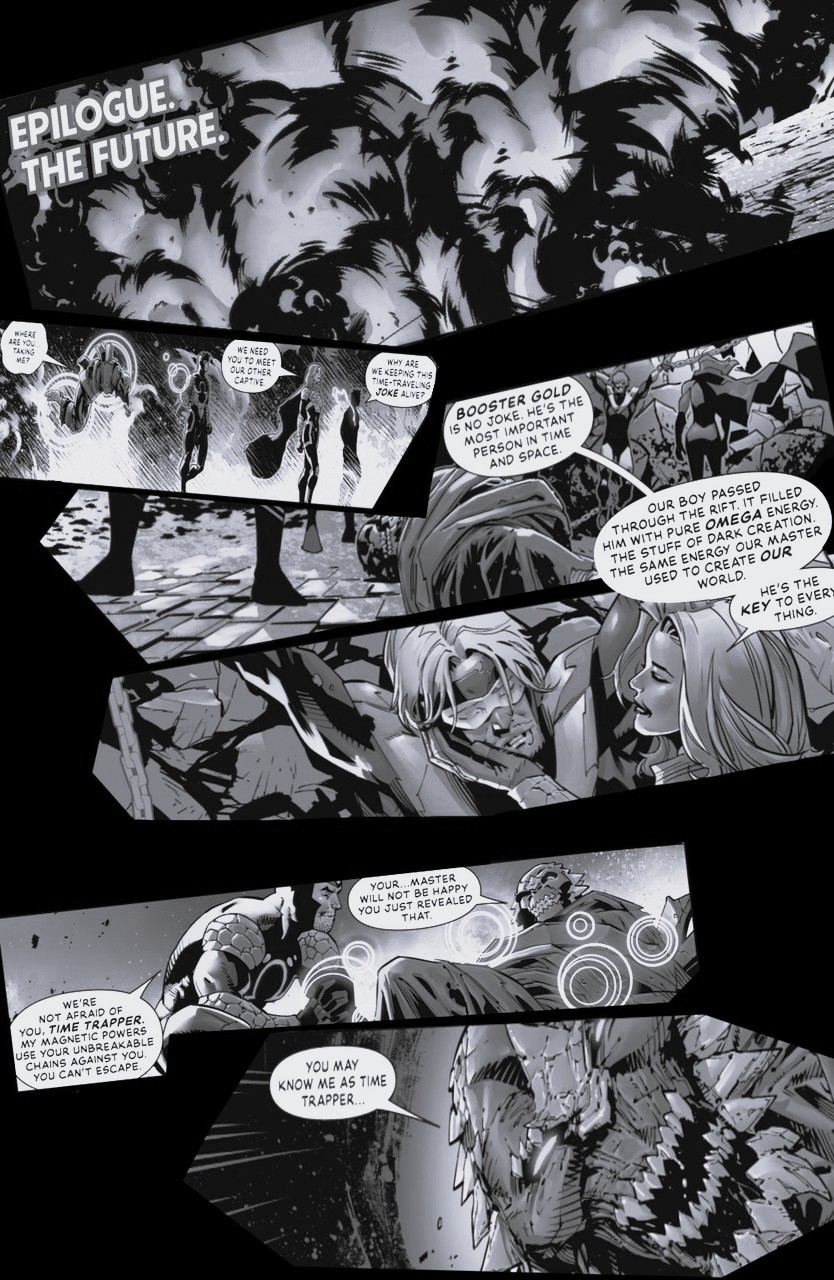 EPILOGUE.
THE FUTURE.
WHERE
ARE YOU...
TAKING
ME?
WE NEED
YOU TO MEET
OUR OTHER
CAPTIVE.
WHY ARE
WE KEEPING THIS
TIME-TRAVELING
JOKE ALIVE?
BOOSTER GOLD
IS NO JOKE. HE'S THE
MOST IMPORTANT
PERSON IN TIME
AND SPACE.
OUR BOY PASSED
THROUGH THE RIFT. IT FILLED
HIM WITH PURE OMEGA ENERGY.
THE STUFF OF DARK CREATION.
THE SAME ENERGY OUR MASTER
USED TO CREATE OUR
WORLD.
HE'S THE
KEY TO EVERY
THING.
YOUR...MASTER
WILL NOT BE HAPPY
YOU JUST REVEALED
THAT.
WE'RE
NOT AFRAID OF
YOU, TIME TRAPPER.
MY MAGNETIC POWERS
USE YOUR UNBREAKABLE
CHAINS AGAINST YOU.
YOU CAN'T ESCAPE.
YOU MAY
KNOW ME AS TIME
TRAPPER...